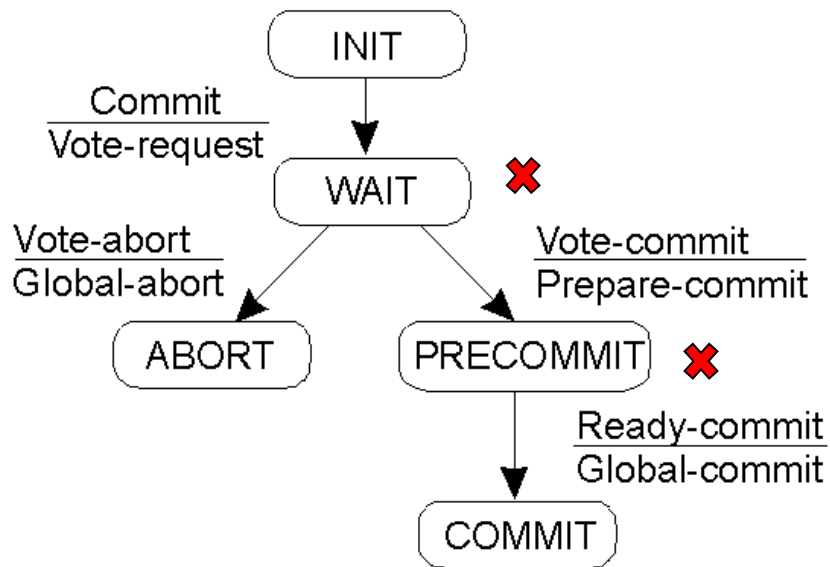 INIT
Commit
Vote-request
WAIT
Vote-abort
Global-abort
Vote-commit
Prepare-commit
ABORT
PRECOMMIT
Ready-commit
Global-commit
COMMIT